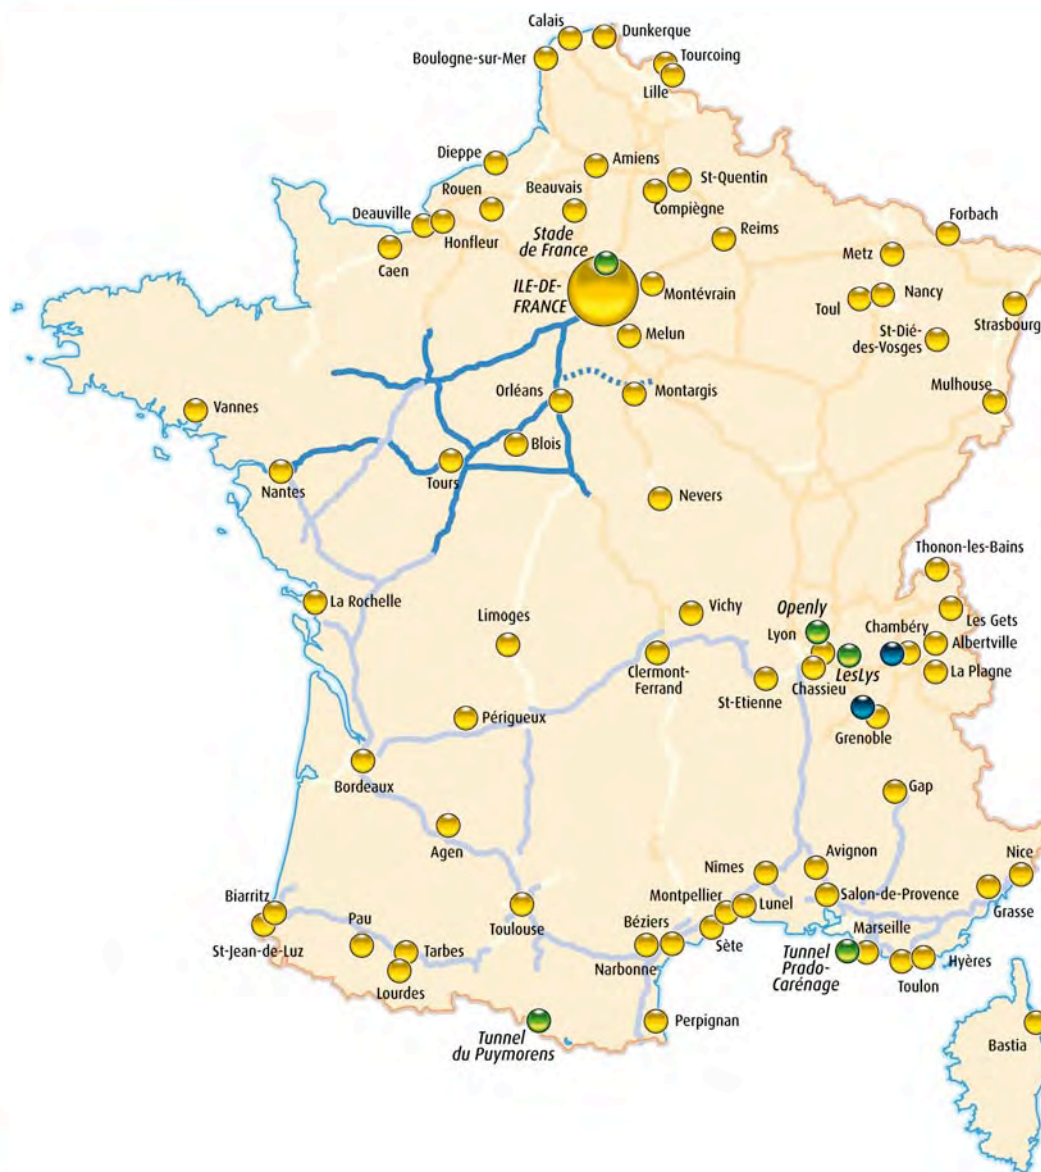 Calais
Dunkerque
Boulogne-sur-Mer
Tourcoing
Lille
Dieppe
Amiens
Rouen
Beauvais
St-Quentin
Compiègne
Deauville
Honfleur
Stade
de France
Reims
Forbach
Caen
Metz
ILE-DE-
FRANCE
Montévrain
Toul
Nancy
Strasbourg
Melun
St-Dié-
des-Vosges
Orléans
Montargis
Mulhouse
Vannes
Blois
Nantes
Tours
Nevers
Thonon-les-Bains
La Rochelle
Limoges
Vichy
Openly
Les Gets
Lyon
Chambéry
Albertville
Clermont-
Ferrand
LesLys
La Plagne
Chassieu
St-Etienne
Périgueux
Grenoble
Bordeaux
Gap
Agen
Avignon
Nice
Nîmes
Biarritz
Montpellier
Lunel
Salon-de-Provence
Grasse
Pau
Toulouse
Béziers
Marseille
St-Jean-de-Luz
Tarbes
Sète
Narbonne
Tunnel
Prado-
Carénage
Hyères
Toulon
Lourdes
Perpignan
Tunnel
du Puymorens
Bastia